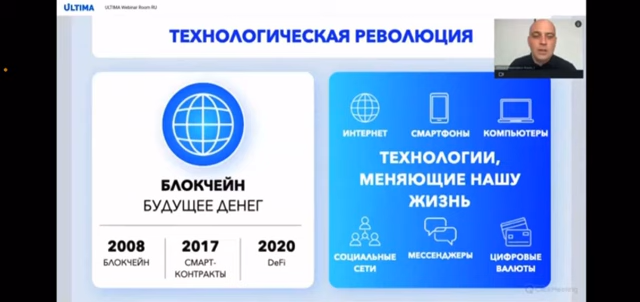 ULTIMA
ULTIMA Webinar Room RU
ТЕХНОЛОГИЧЕСКАЯ РЕВОЛЮЦИЯ
БЛОКЧЕЙН
БУДУЩЕЕ ДЕНЕГ
2008
БЛОКЧЕЙН
2017
СМАРТ-
КОНТРАКТЫ
2020
DeFi
ИНТЕРНЕТ
СМАРТФОНЫ
КОМПЬЮТЕРЫ
ТЕХНОЛОГИИ,
МЕНЯЮЩИЕ НАШУ
ЖИЗНЬ
СОЦИАЛЬНЫЕ
СЕТИ
МЕССЕНДЖЕРЫ
ЦИФРОВЫЕ
ВАЛЮТЫ